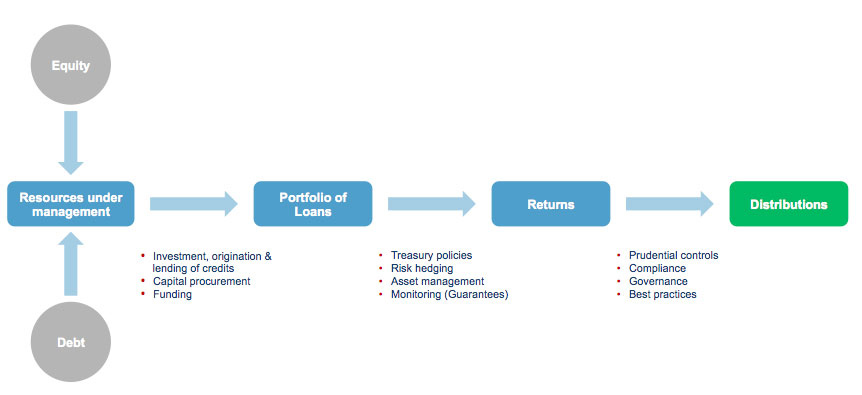 Equity
Resources under
management
Portfolio of
Loans
Returns
Distributions
• Investment, origination &
lending of credits
• Capital procurement
• Funding
• Treasury policies
• Risk hedging
• Asset management
• Monitoring (Guarantees)
• Prudential controls
• Compliance
• Governance
• Best practices
Debt